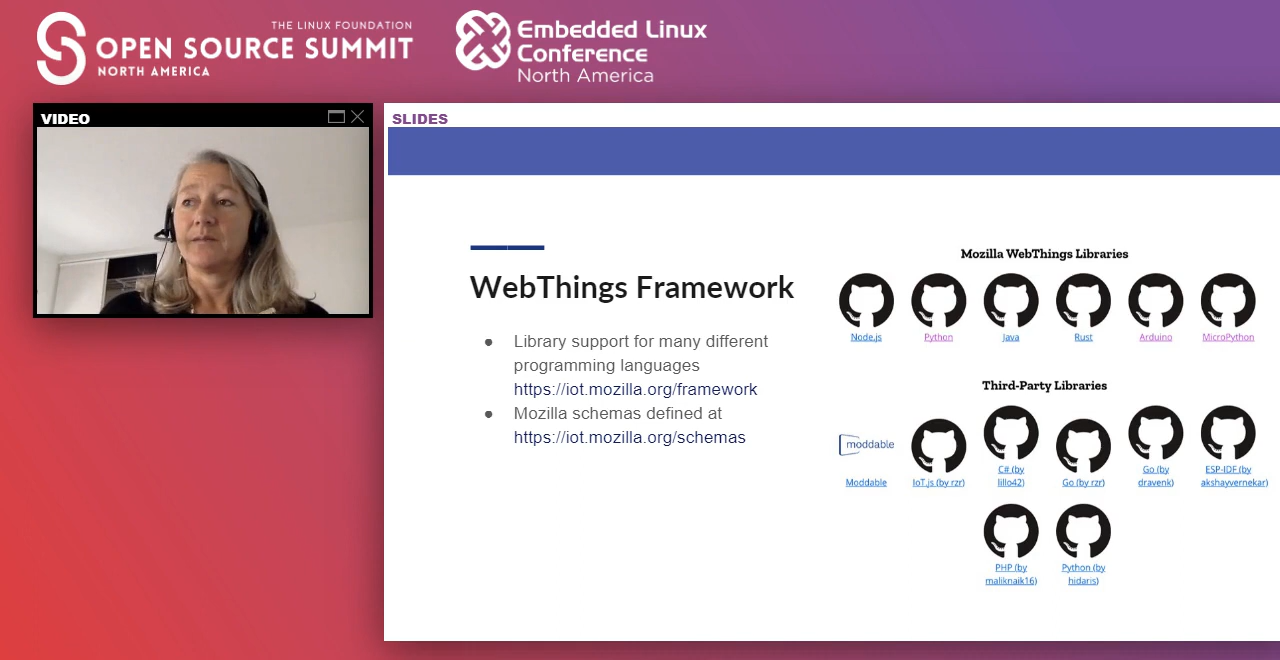 THE LINUX FOUNDATION
OPEN SOURCE SUMMIT
NORTH AMERICA
Embedded Linux
Conference
North America
VIDEO
SLIDES
WebThings Framework
● Library support for many different
programming languages
https://iot.mozilla.org/framework
● Mozilla schemas defined at
https://iot.mozilla.org/schemas
Mozilla WebThings Libraries
Node.js Python Java Rust Arduino MicroPython
Third-Party Libraries
moddable
Moddable
IoT.js (by rzr)
C# (by
lillo42)
Go (by rzr)
Go (by
dravenk)
ESP-IDF (by
akshayvernekar)
PHP (by
maliknaik16)
Python (by
hidaris)